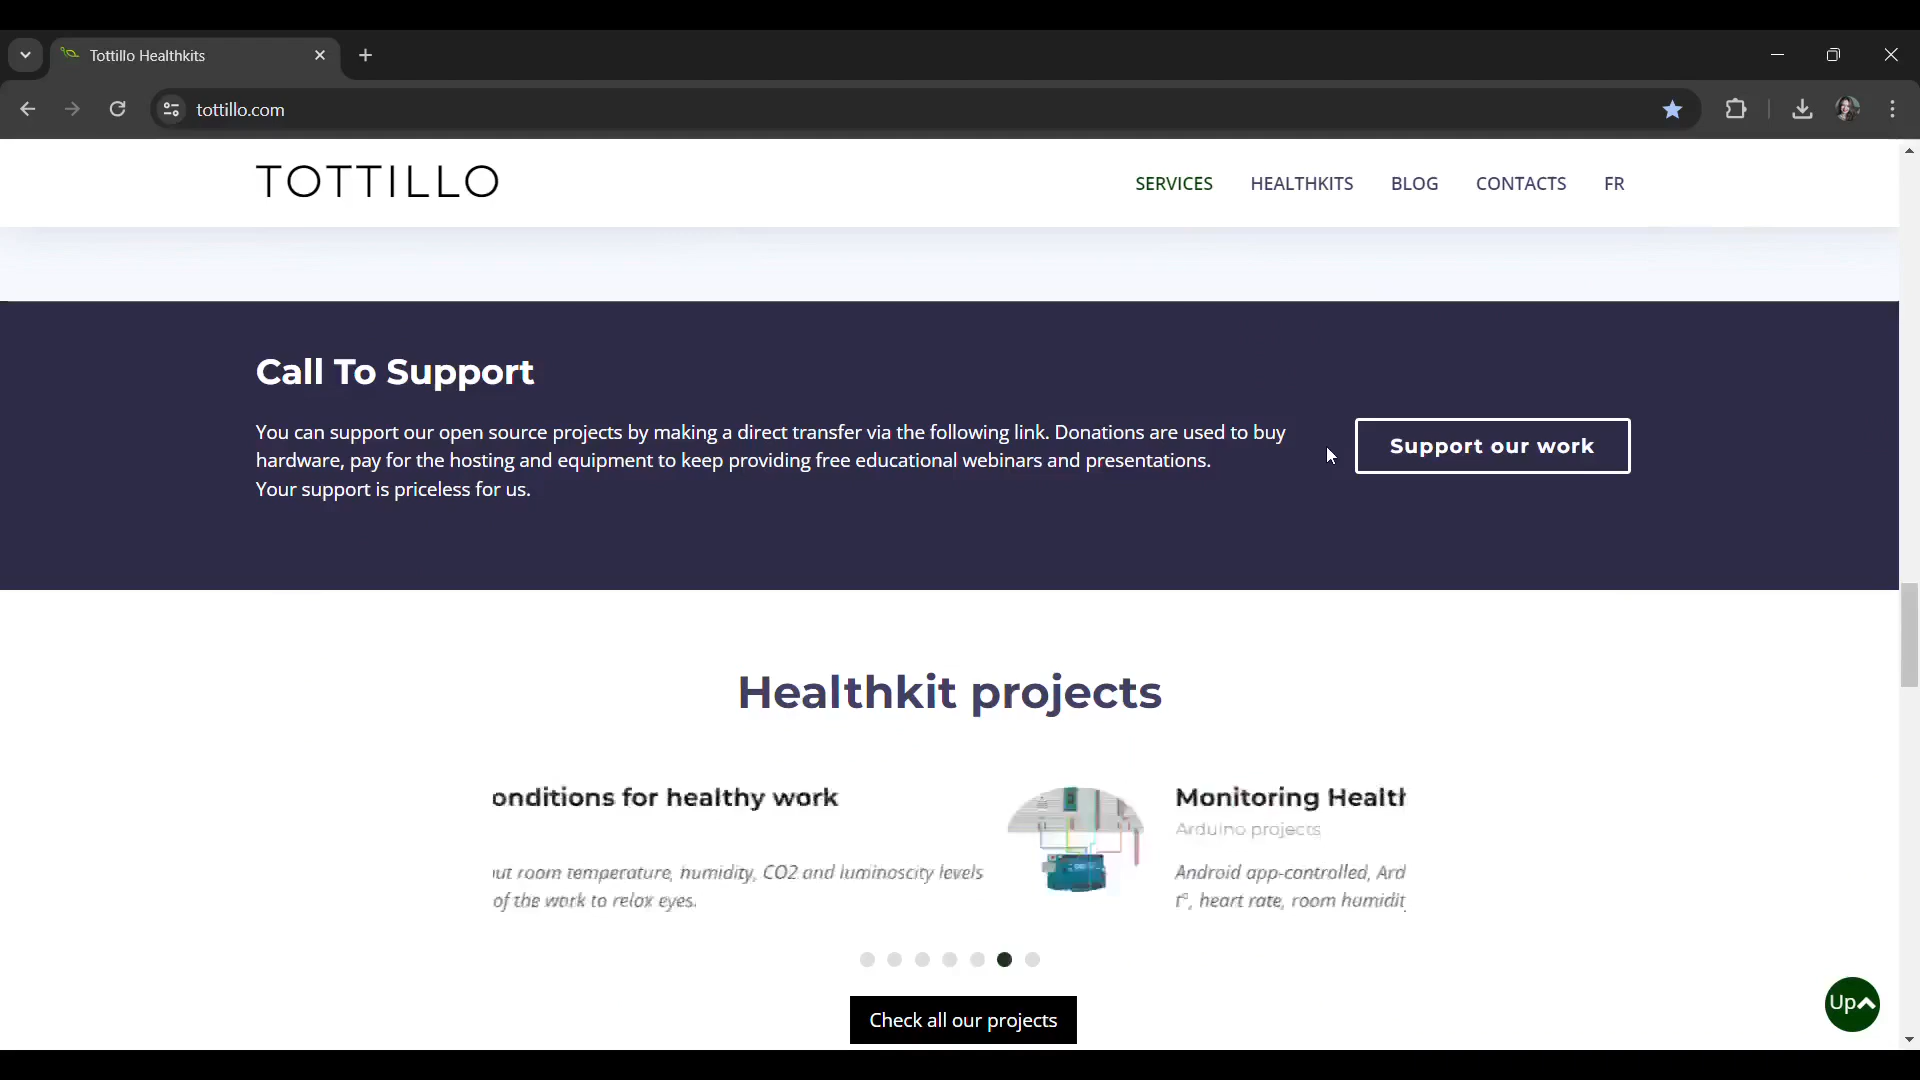 Tottillo Healthkits
tottillo.com
TOTTILLO
SERVICES HEALTHKITS BLOG CONTACTS FR
Call To Support
You can support our open source projects by making a direct transfer via the following link. Donations are used to buy
hardware, pay for the hosting and equipment to keep providing free educational webinars and presentations.
Your support is priceless for us.
Support our work
Healthkit projects
onditions for healthy work
ut room temperature, humidity, CO2 and luminoscity levels
of the work to relox eyes.
Monitoring Healt
Arduino projects
Android app-controlled, Ard
t°, heart rate, room humidit
Check all our projects
Up